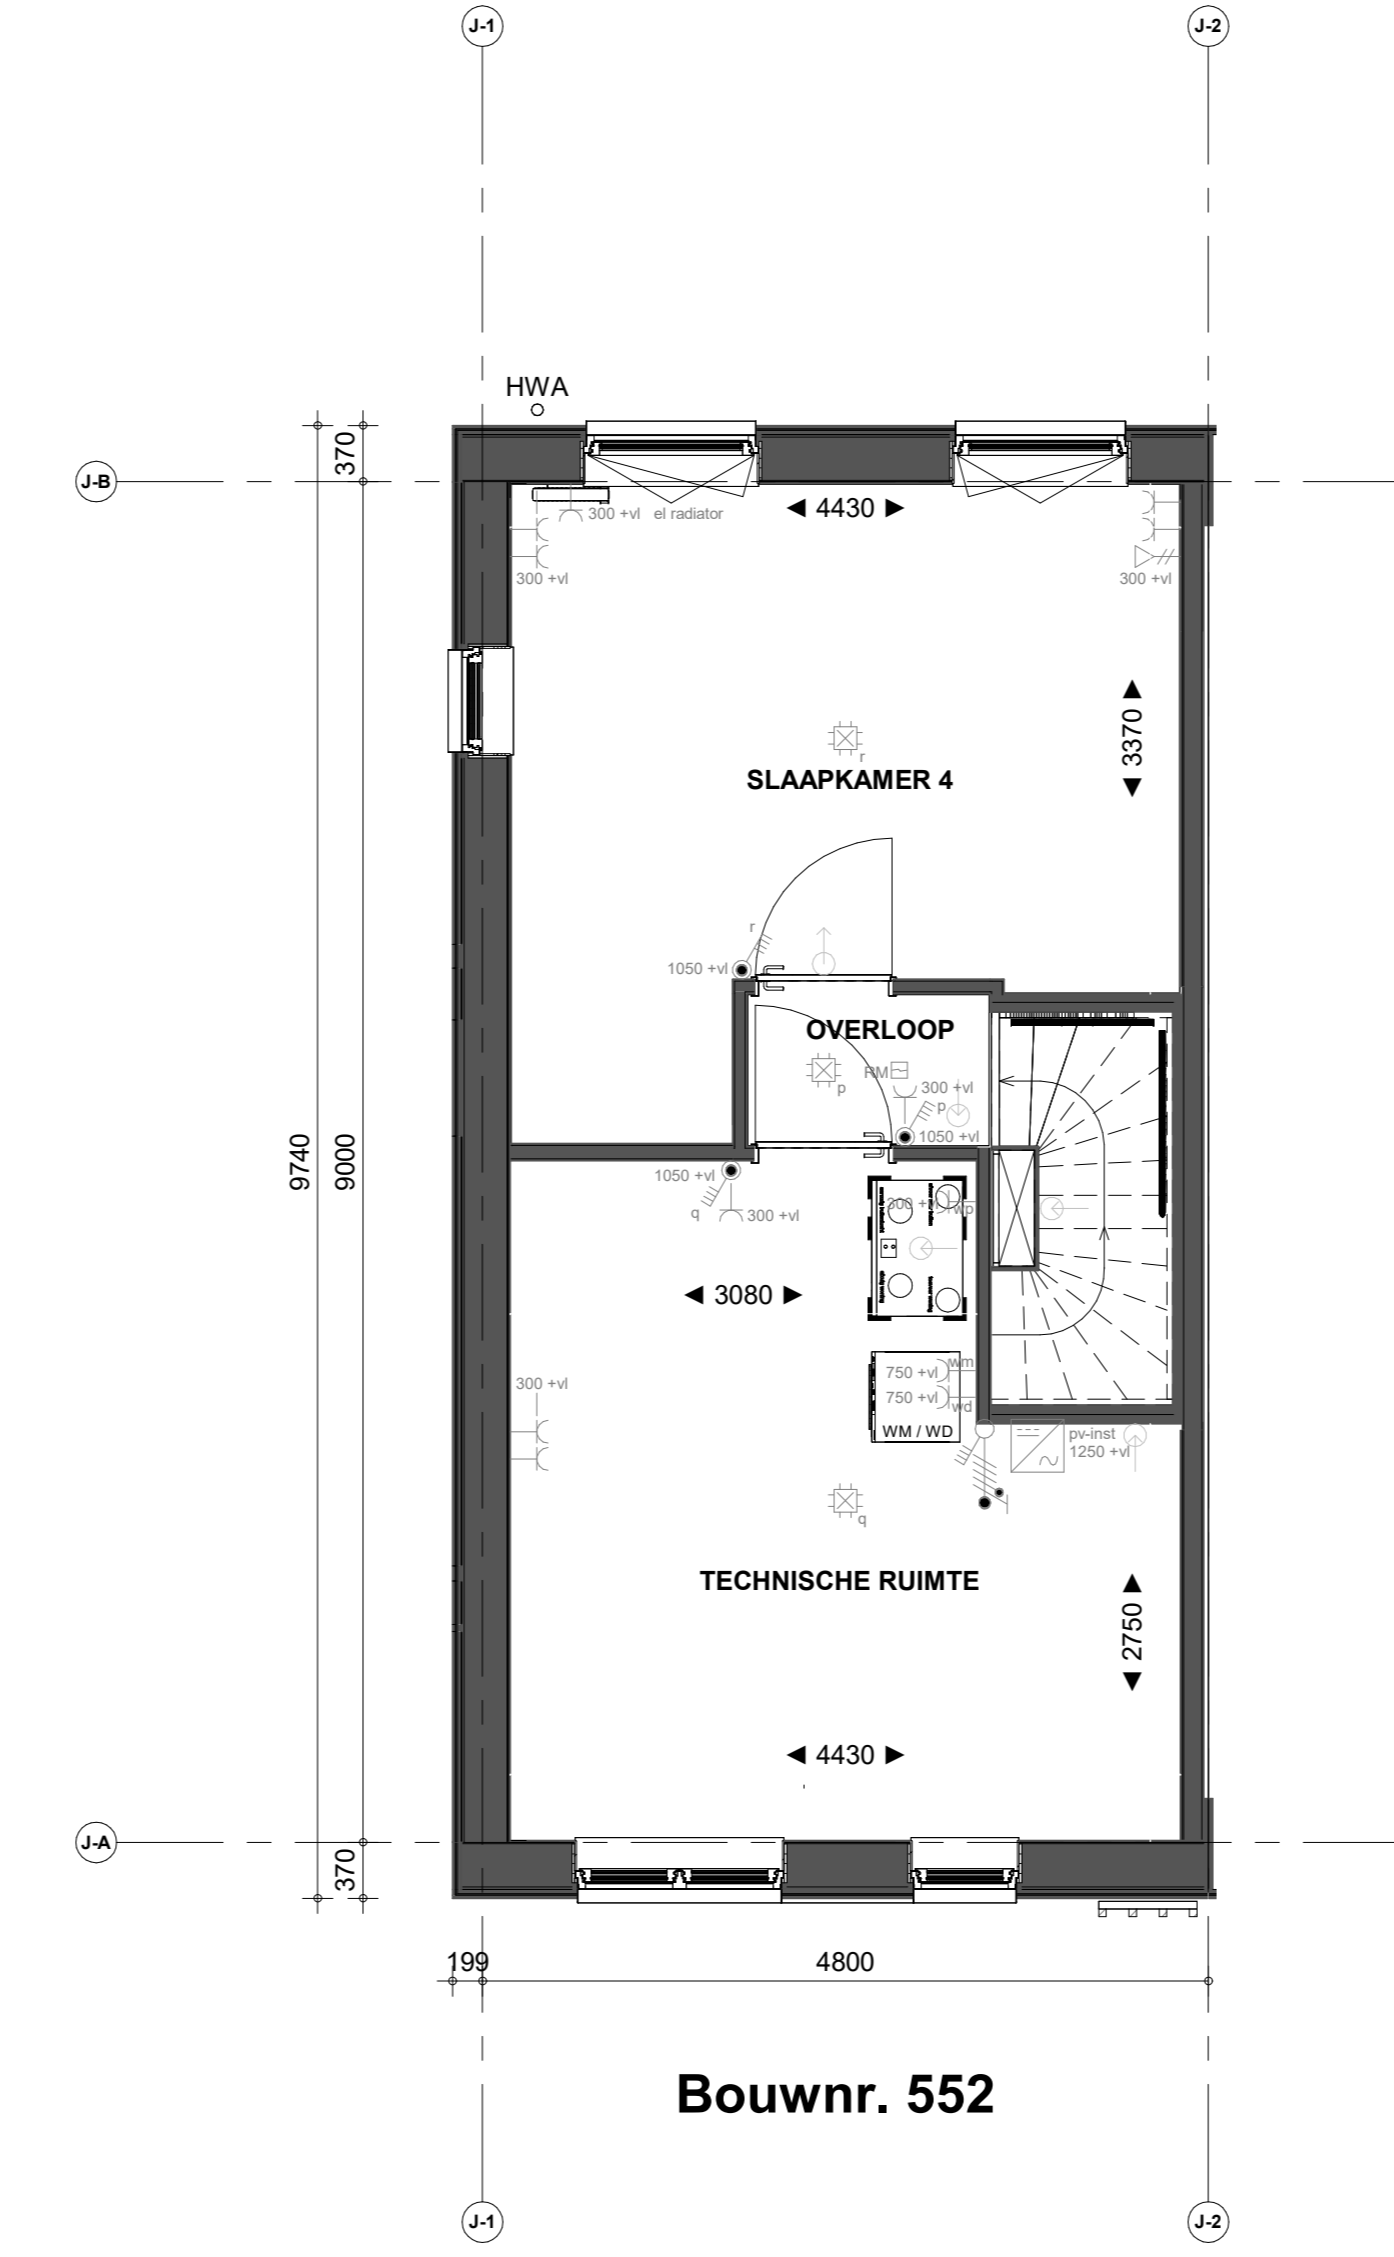 J-1
J-2
HWA
370
J-B
4430
300 +vl
el radiator
300 +vl
300 +vl
3370
r
SLAAPKAMER 4
r
1050 +vl
OVERLOOP
RM
p
300 +vl
p
1050 +vl
9740
9000
1050 +vl
q
300 +vl
300 +vl
wp
3080
300 +vl
750 +vl
wm
750 +vl
wd
WM / WD
pv-inst
1250 +vl
q
TECHNISCHE RUIMTE
2750
4430
J-A
370
199
4800
Bouwnr. 552
J-1
J-2